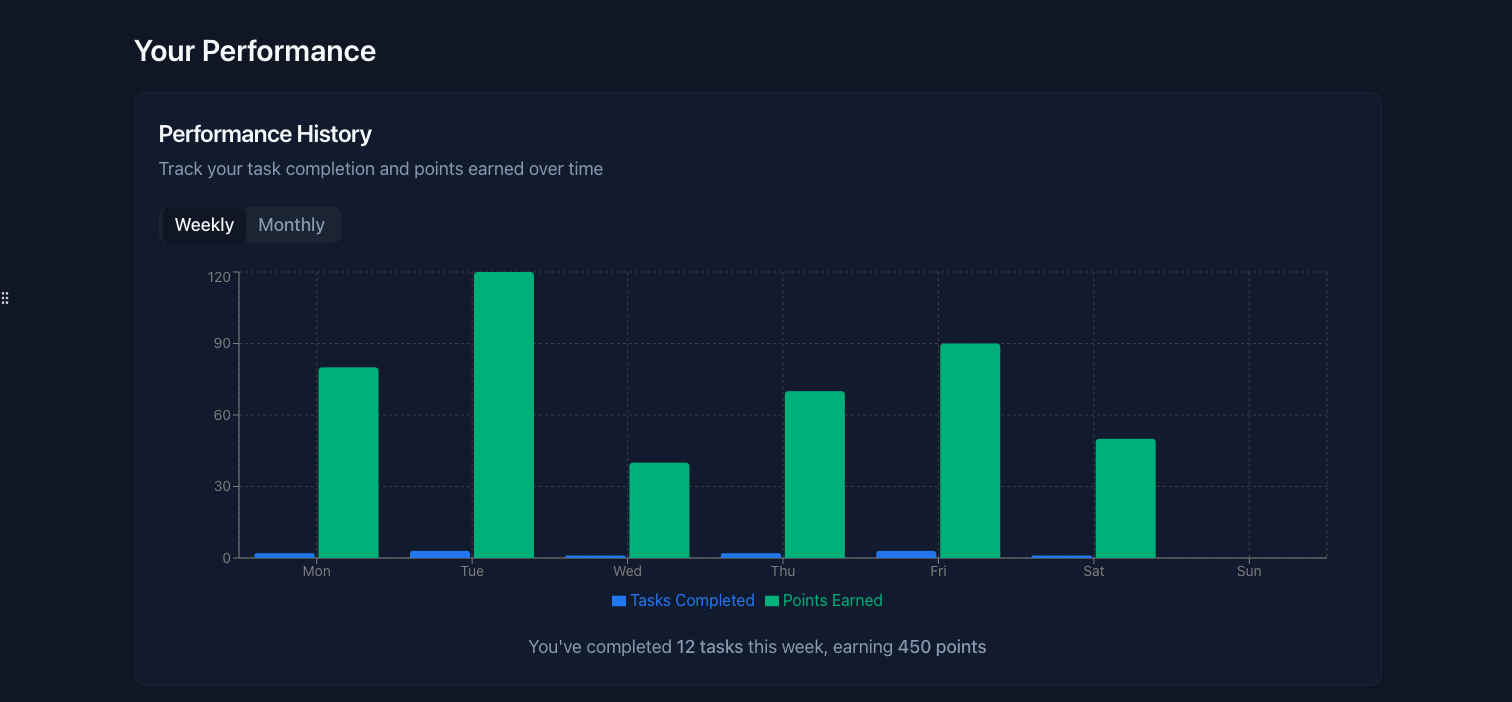 Your Performance
Performance History
Track your task completion and points earned over time
Weekly Monthly
120
90
60
30
0
Mon Tue Wed Thu Fri Sat Sun
Tasks Completed Points Earned
You've completed 12 tasks this week, earning 450 points